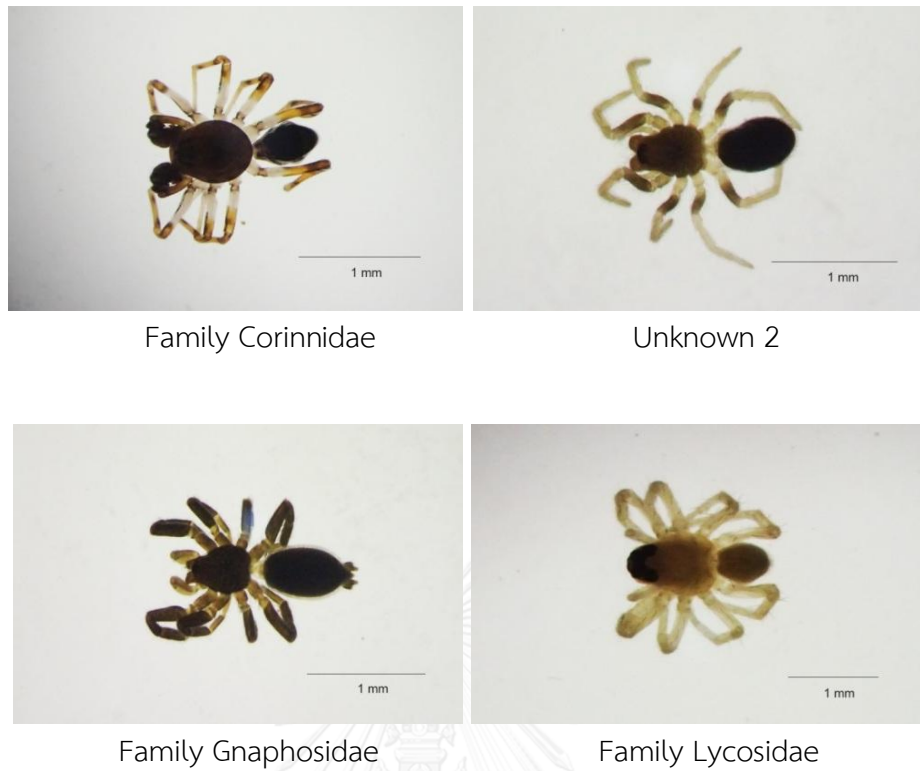 1 mm
1 mm
Family Corinnidae
Unknown 2
1 mm
1 mm
Family Gnaphosidae
Family Lycosidae